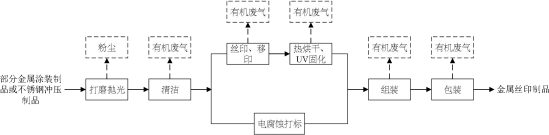 粉尘
有机废气
有机废气
有机废气
有机废气
有机废气
部分金属涂装制
品或不锈钢冲压
制品
打磨抛光
清洁
丝印、移
印
热烘干、
UV固化
电腐蚀打标
组装
包装
金属丝印制品